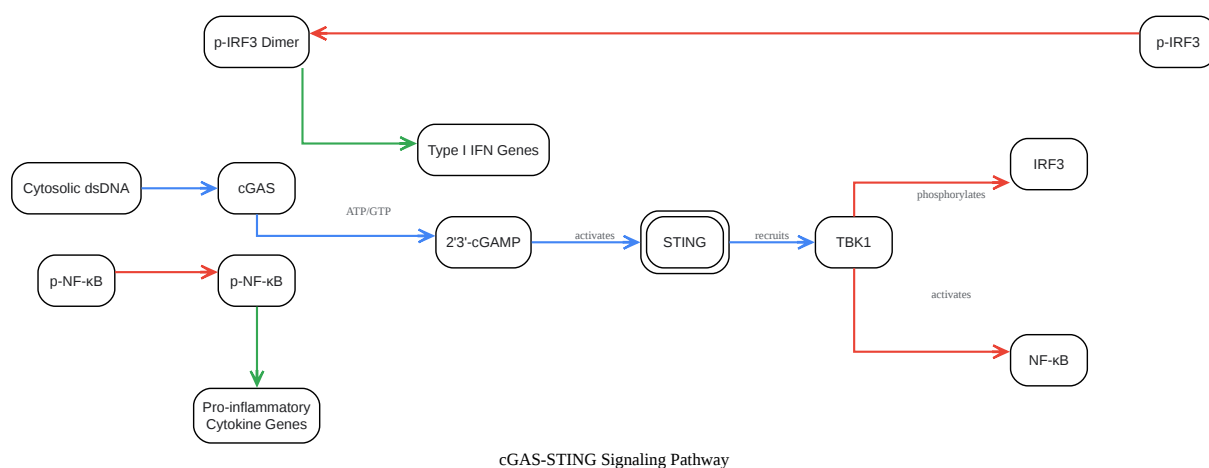 p-IRF3 Dimer
p-IRF3
Type I IFN Genes
IRF3
Cytosolic dsDNA
cGAS
phosphorylates
ATP/GTP
2'3'-cGAMP
activates
STING
recruits
TBK1
p-NF-κB
p-NF-κB
activates
NF-κB
Pro-inflammatory
Cytokine Genes
cGAS-STING Signaling Pathway